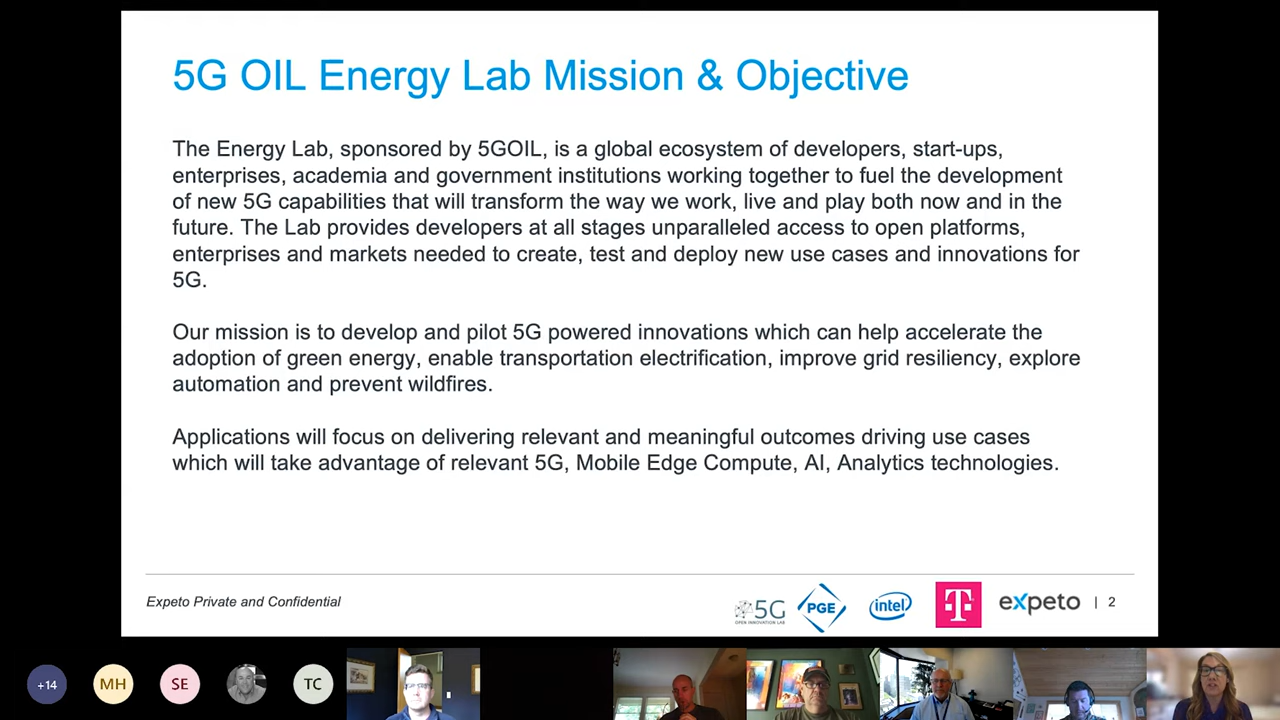 5G OIL Energy Lab Mission & Objective
The Energy Lab, sponsored by 5GOIL, is a global ecosystem of developers, start-ups,
enterprises, academia and government institutions working together to fuel the development
of new 5G capabilities that will transform the way we work, live and play both now and in the
future. The Lab provides developers at all stages unparalleled access to open platforms,
enterprises and markets needed to create, test and deploy new use cases and innovations for
5G.
Our mission is to develop and pilot 5G powered innovations which can help accelerate the
adoption of green energy, enable transportation electrification, improve grid resiliency, explore
automation and prevent wildfires.
Applications will focus on delivering relevant and meaningful outcomes driving use cases
which will take advantage of relevant 5G, Mobile Edge Compute, AI, Analytics technologies.
Expeto Private and Confidential
5G
OPEN INNOVATION LAB
PGE
intel
T
expeto
| 2
+14
MH
SE
TC